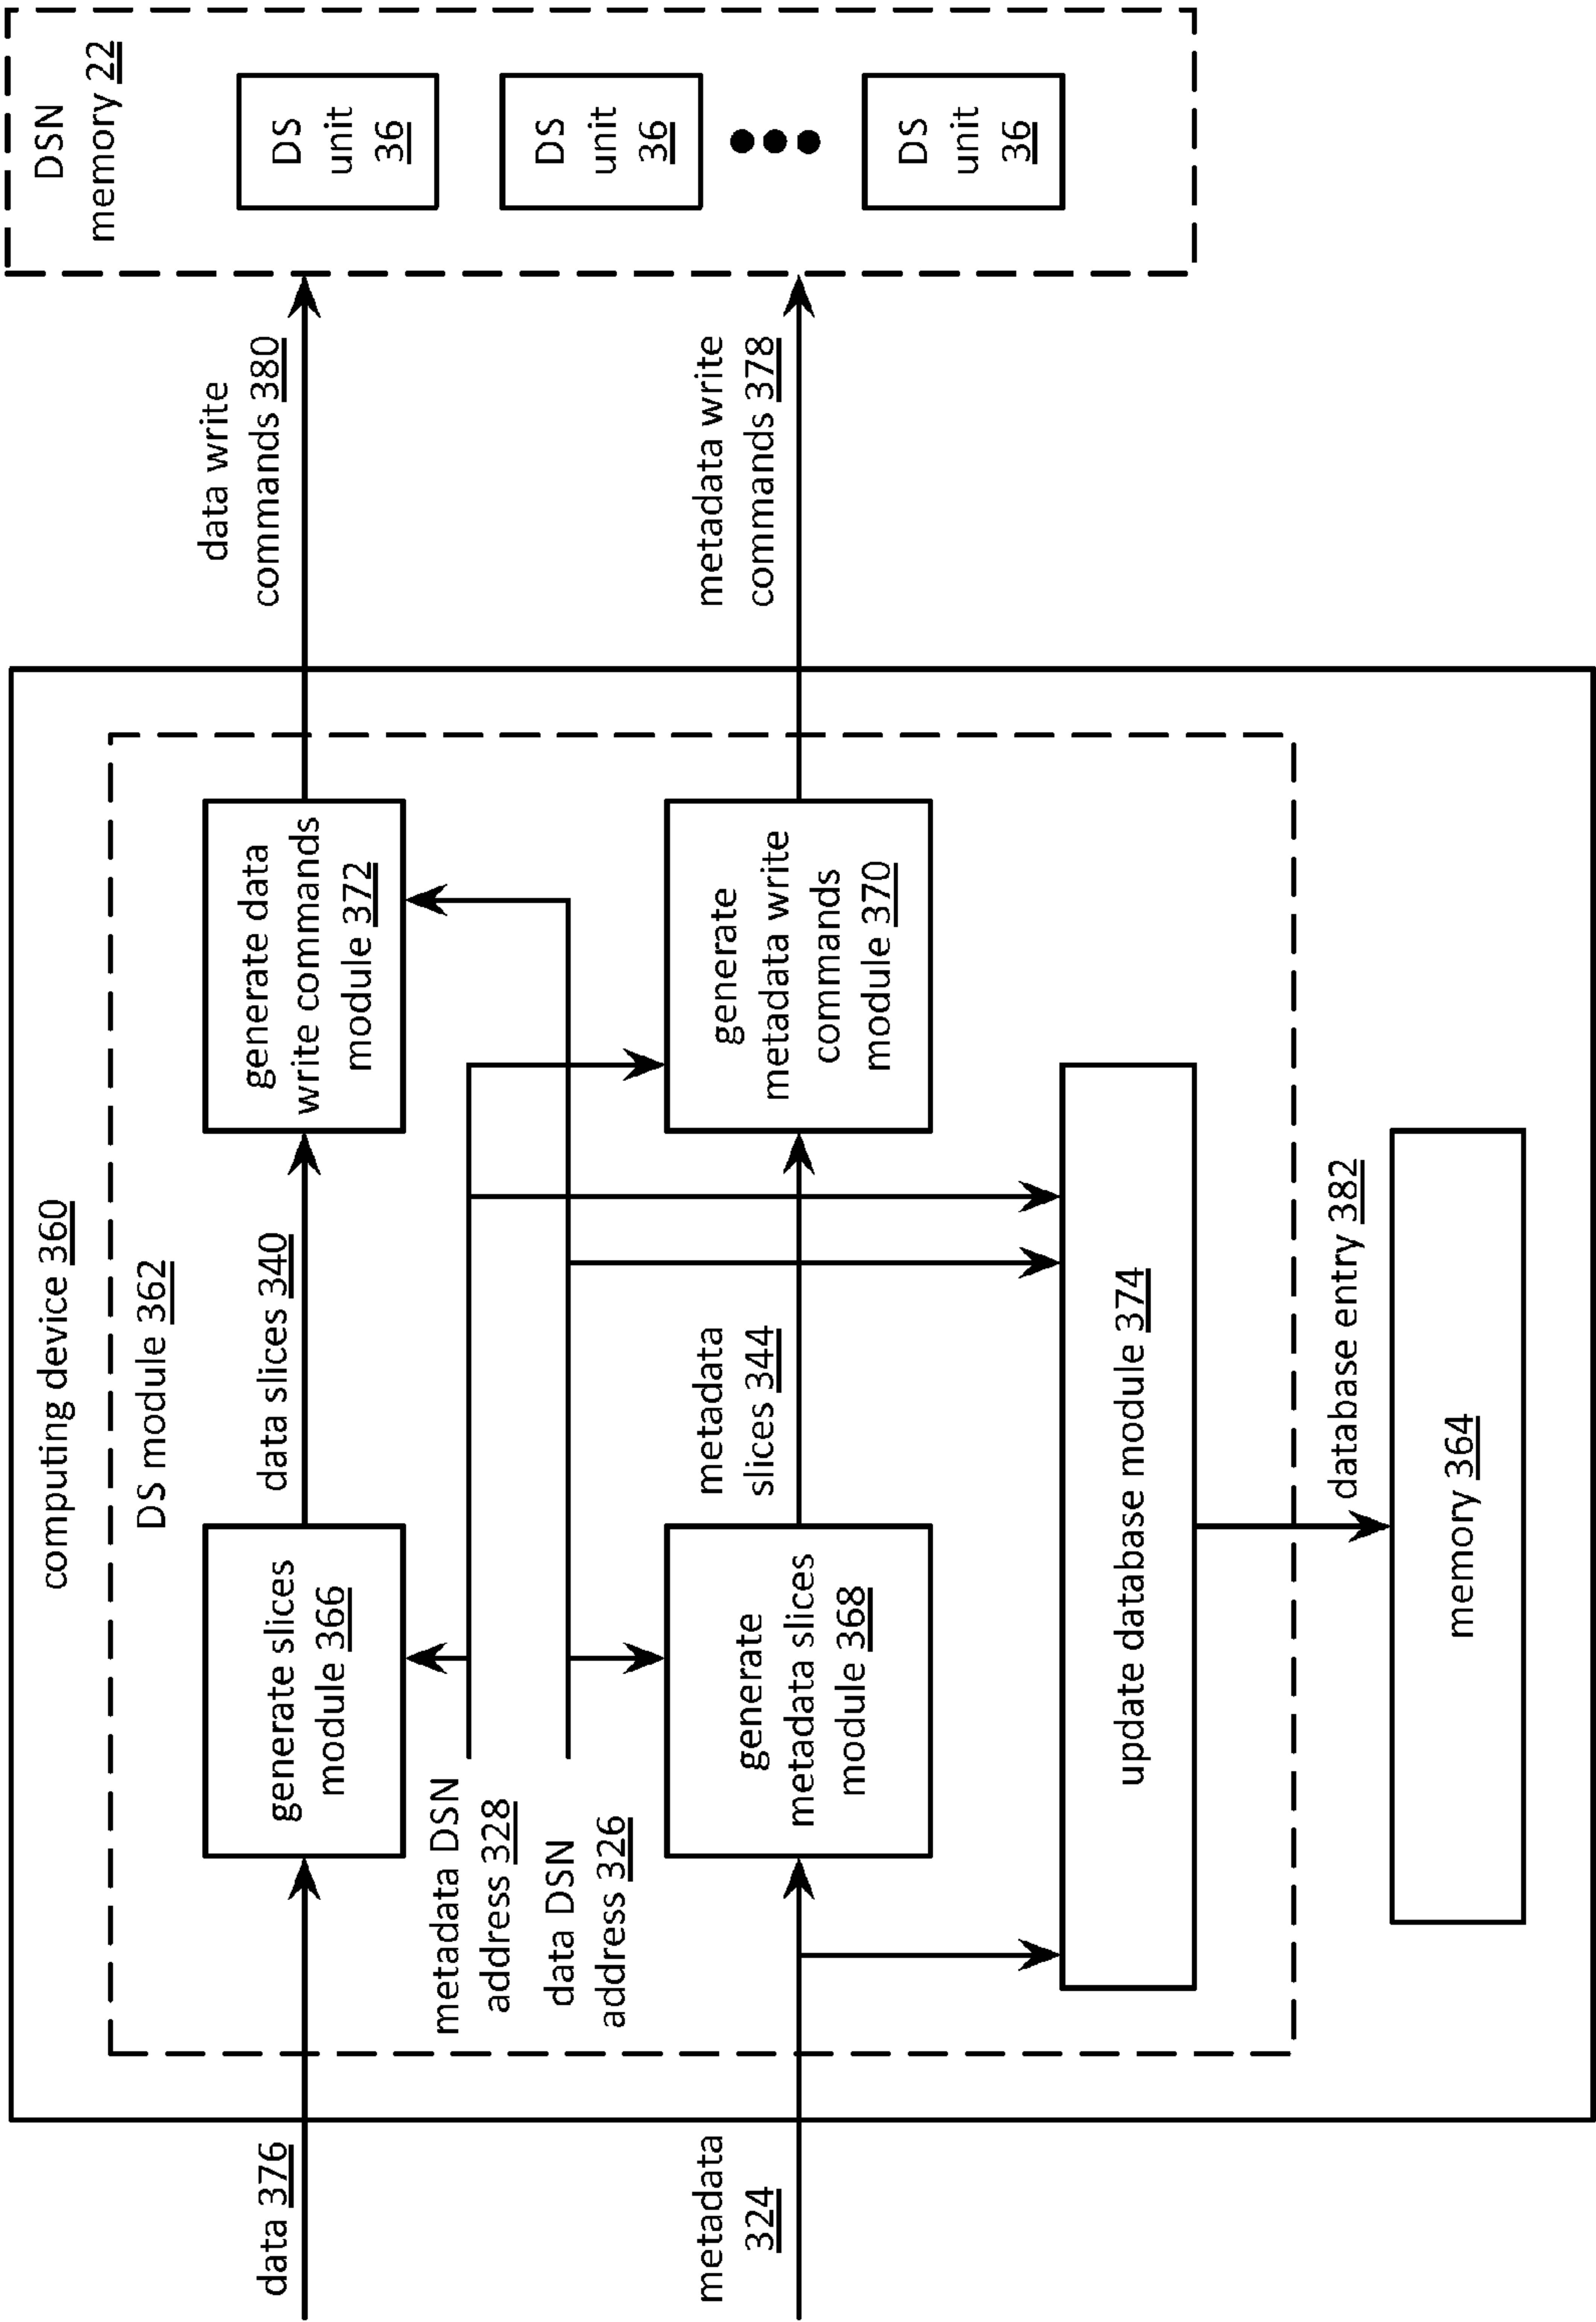 computing device 360
DS module 362
data 376
generate slices
module 366
data slices 340
generate data
write commands
module 372
data write
commands 380
DSN
memory 22
DS
unit
36
DS
unit
36
DS
unit
36
metadata DSN
address 328
data DSN
address 326
metadata
324
generate
metadata slices
module 368
metadata
slices 344
generate
metadata write
commands
module 370
metadata write
commands 378
update database module 374
database entry 382
memory 364